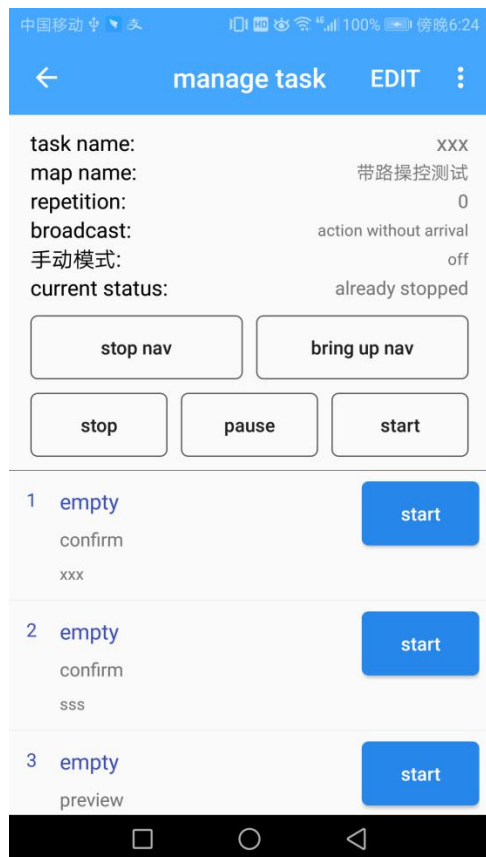 中国移动 支 HD 46 100% 傍晚6:24
manage task EDIT
task name: xxx
map name: 带路操控测试
repetition: 0
broadcast: action without arrival
手动模式: off
current status: already stopped
stop nav bring up nav
stop pause start
1 empty start
confirm
xxx
2 empty start
confirm
sss
3 empty start
preview